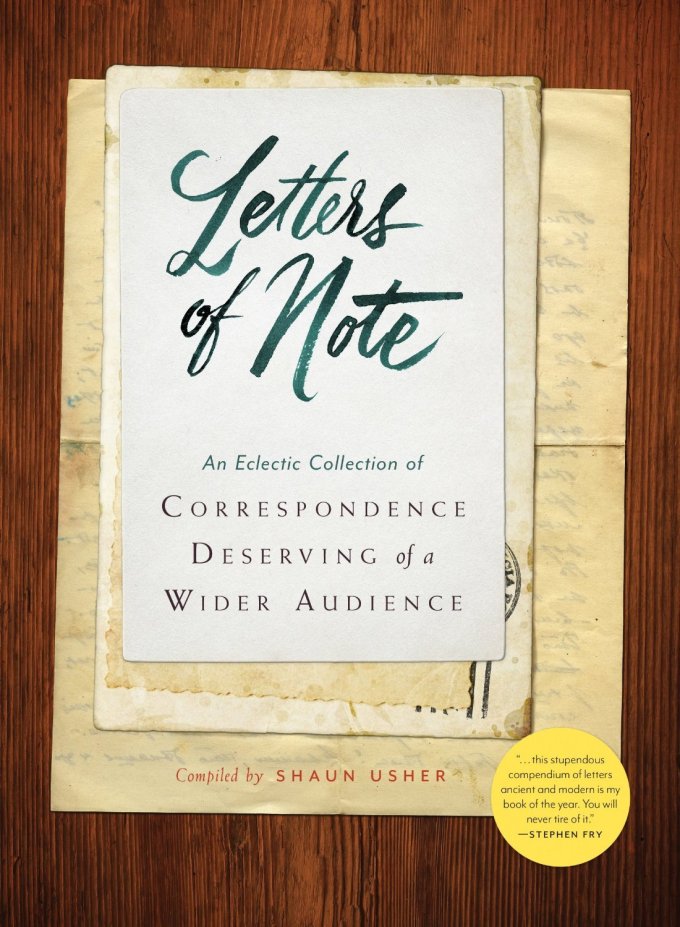 Letters
of Note
An Eclectic Collection of
CORRESPONDENCE
DESERVING of a
WIDER AUDIENCE
Compiled by SHAUN USHER
“...this stupendous
compendium of letters
ancient and modern is my
book of the year. You will
never tire of it.”
—STEPHEN FRY